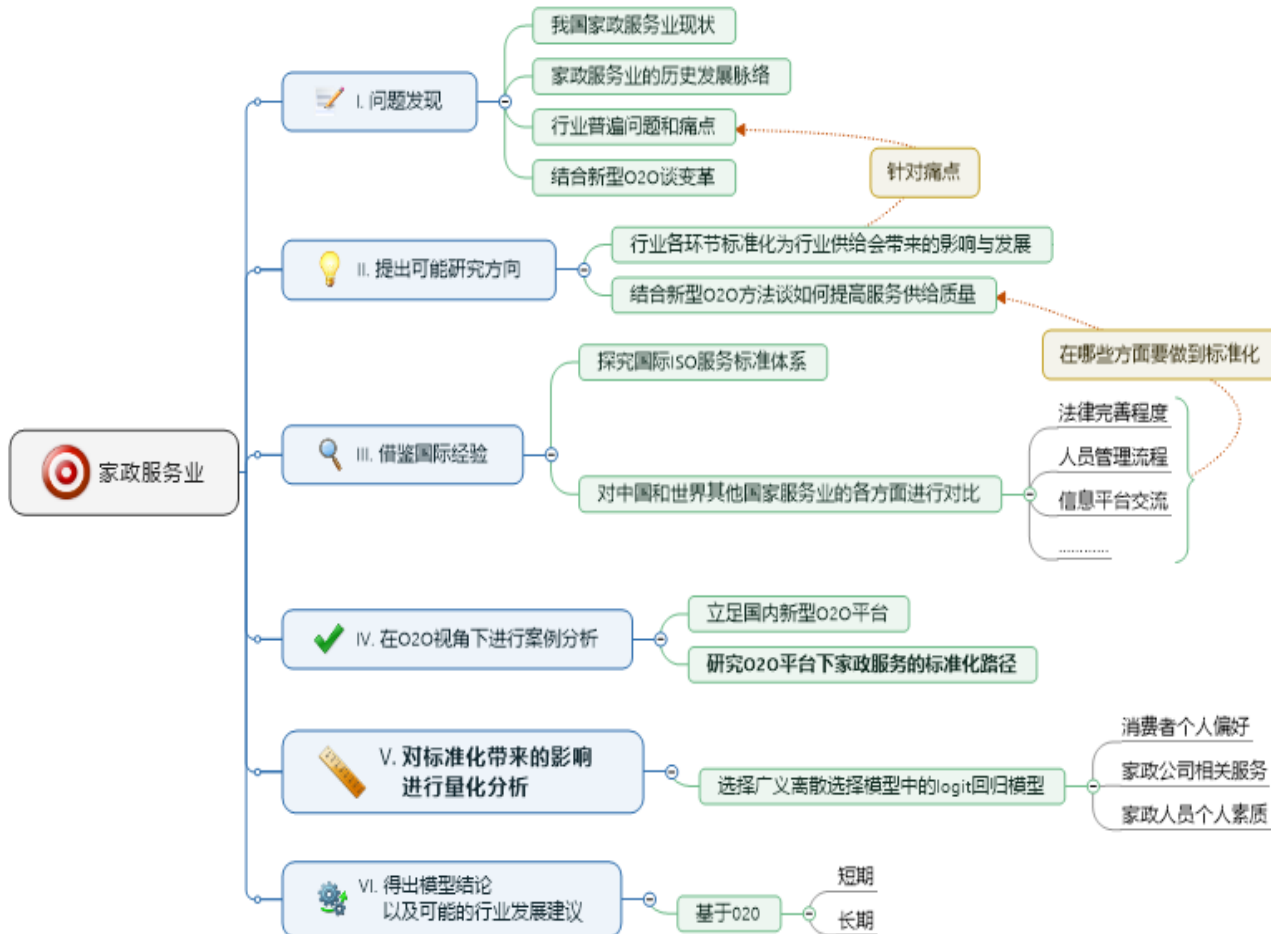 家政服务业
I. 问题发现
我国家政服务业现状
家政服务业的历史发展脉络
行业普遍问题和痛点
结合新型O2O谈变革
针对痛点
II. 提出可能研究方向
行业各环节标准化为行业供给会带来的影响与发展
结合新型O2O方法谈如何提高服务供给质量
在哪些方面要做到标准化
III. 借鉴国际经验
探究国际ISO服务标准体系
对中国和世界其他国家服务业的各方面进行对比
法律完善程度
人员管理流程
信息平台交流
............
IV. 在O2O视角下进行案例分析
立足国内新型O2O平台
研究O2O平台下家政服务的标准化路径
V. 对标准化带来的影响
进行量化分析
选择广义离散选择模型中的logit回归模型
消费者个人偏好
家政公司相关服务
家政人员个人素质
VI. 得出模型结论
以及可能的行业发展建议
基于020
短期
长期